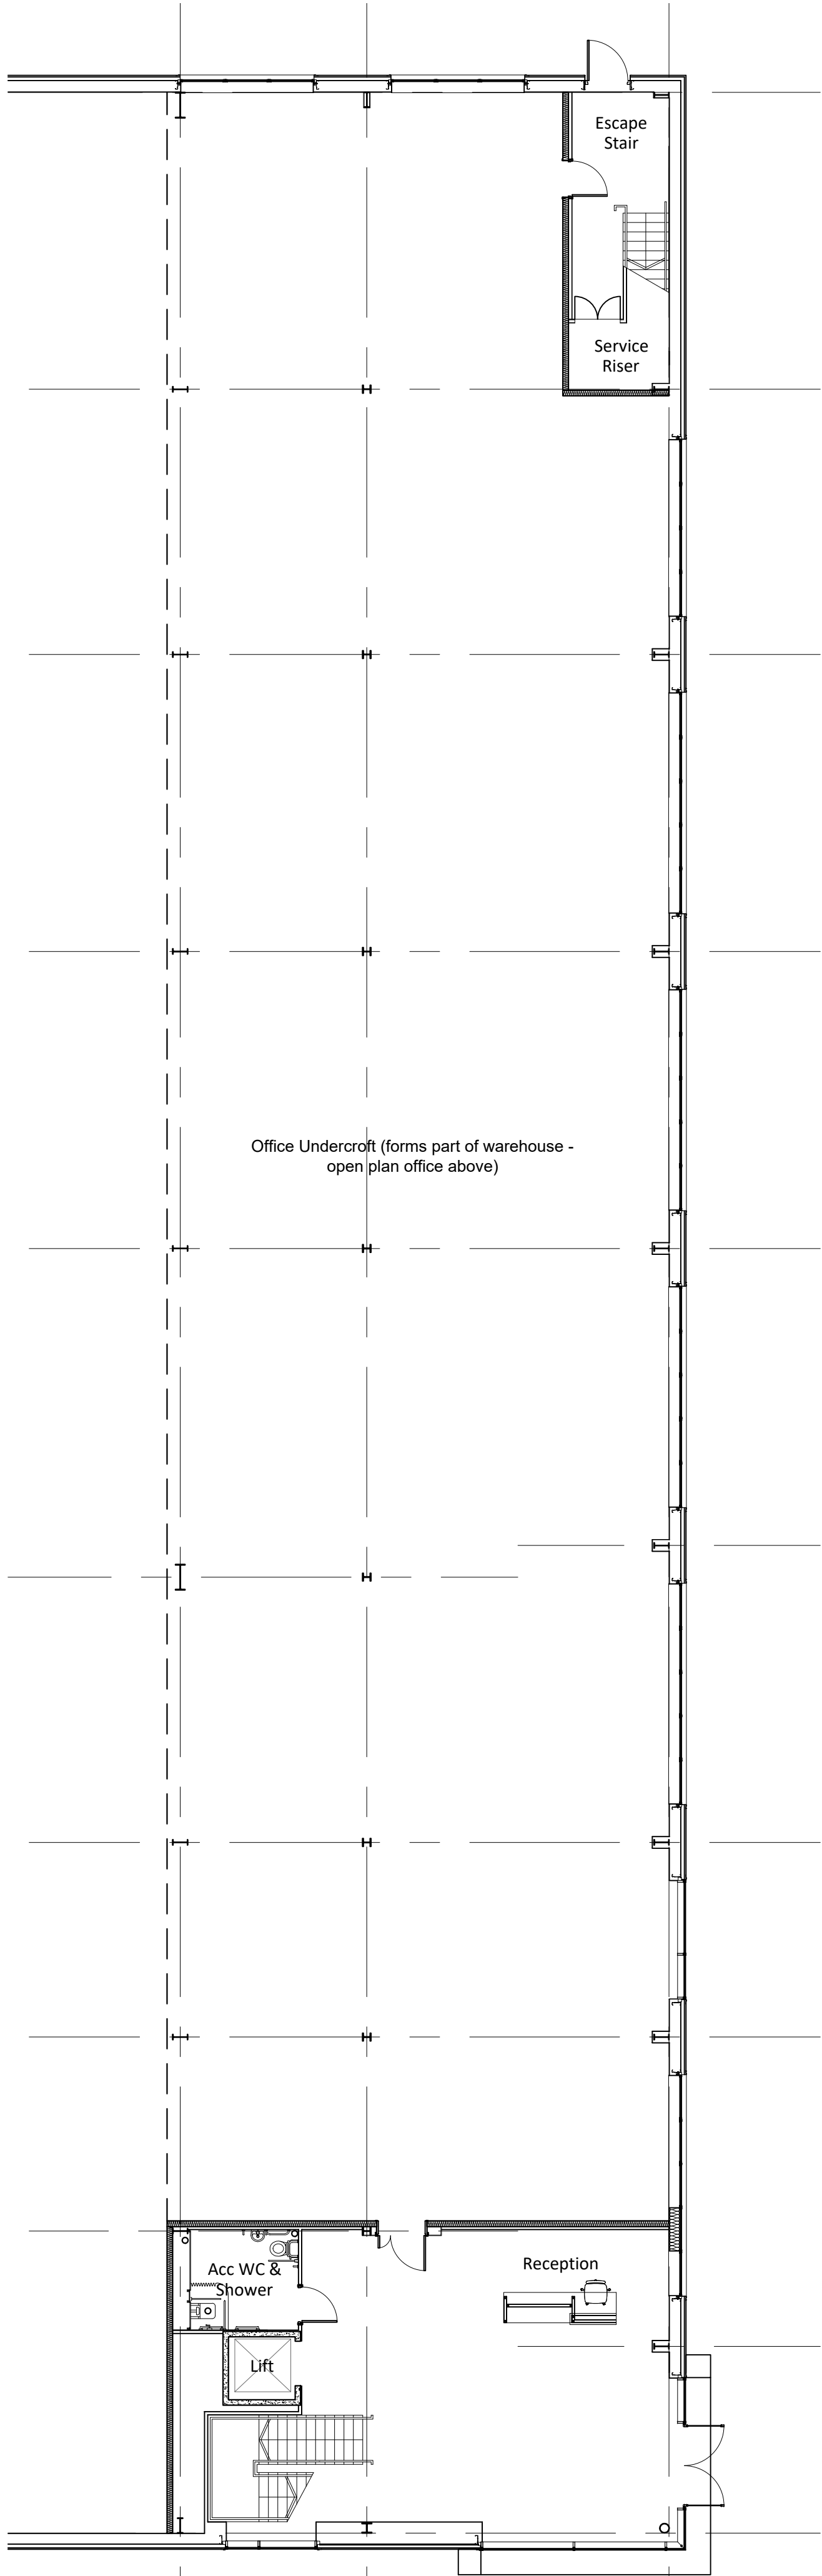 Escape
Stair
Service
Riser
Office Undercroft (forms part of warehouse -
open plan office above)
Reception
Acc WC &
Shower
Lift